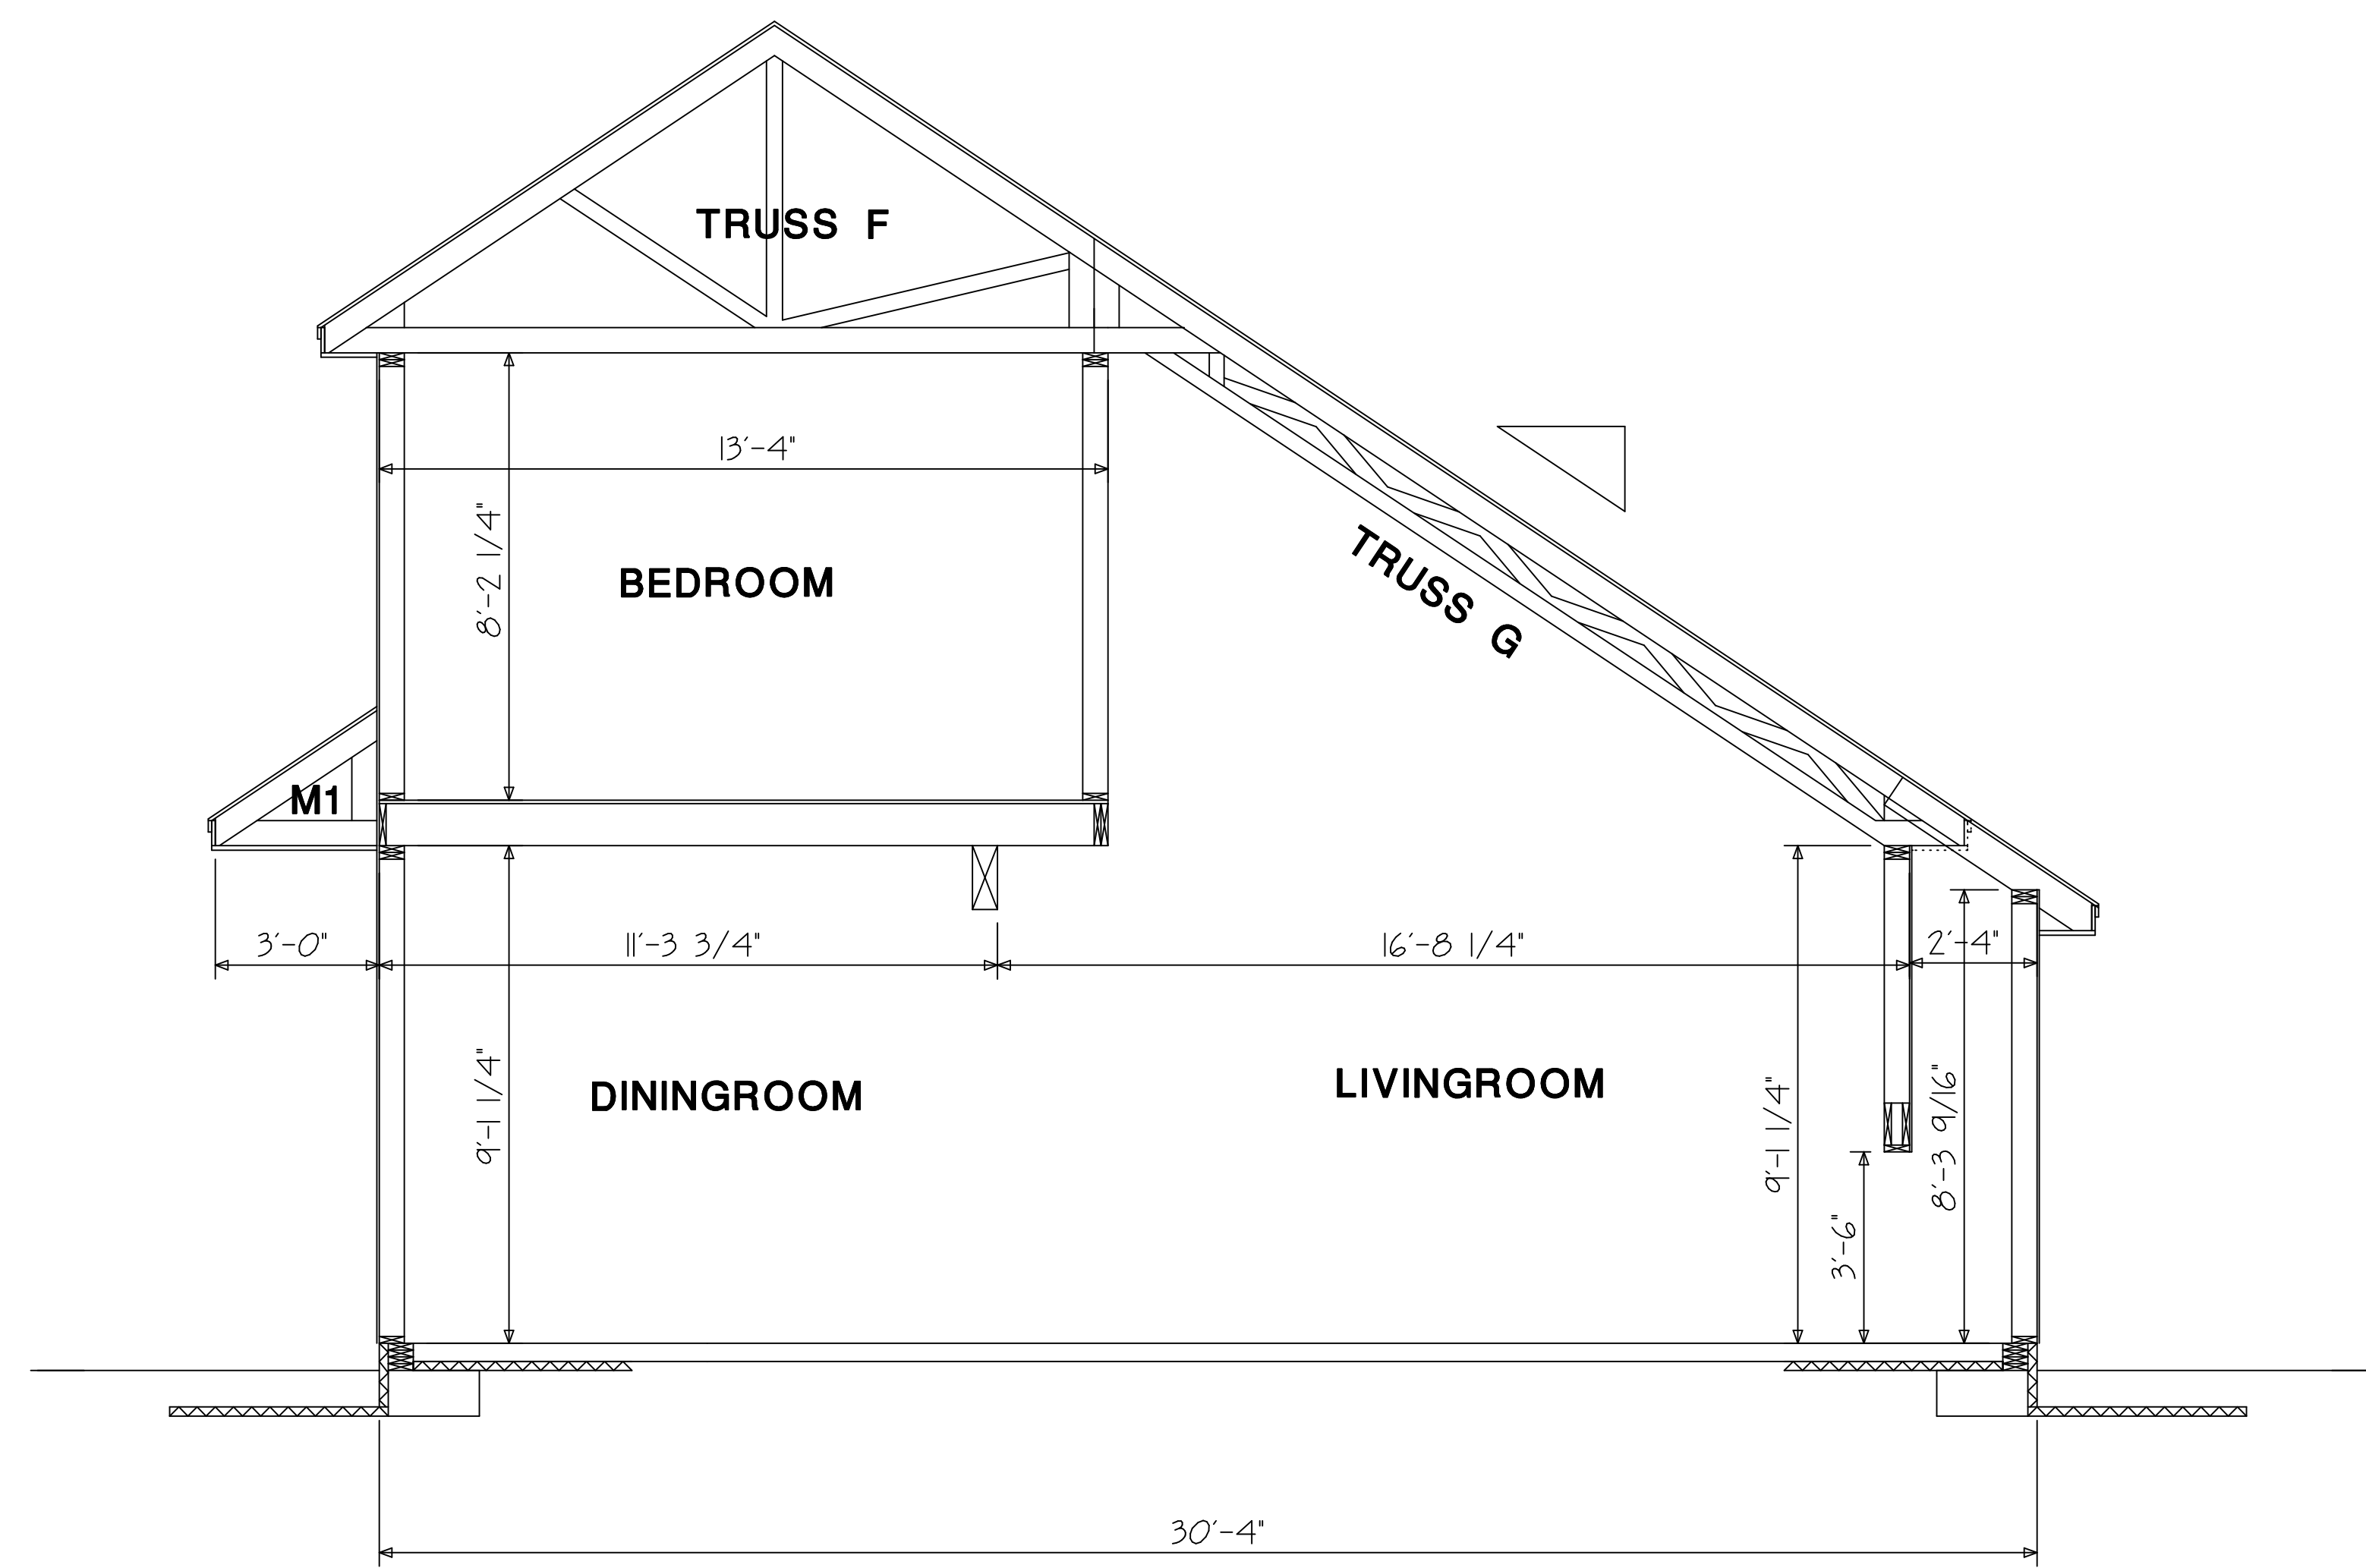 TRUSS F
13'-4"
8'-2 1/4"
BEDROOM
TRUSS G
M1
3'-0"
11'-3 3/4"
16'-8 1/4"
2'-4"
9'-1 1/4"
DININGROOM
LIVINGROOM
9'-1 1/4"
3'-6"
8'-3 9/16"
30'-4"